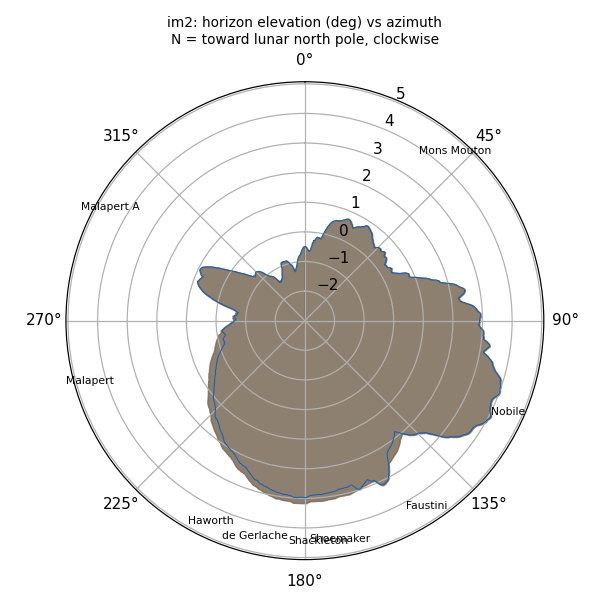 im2: horizon elevation (deg) vs azimuth
N = toward lunar north pole, clockwise
0°
5
4
315°
45°
3
Mons Mouton
2
1
Malapert A
0
−1
−2
270°
90°
Malapert
Nobile
225°
135°
Faustini
Haworth
de Gerlache
Shackleton
Shoemaker
180°